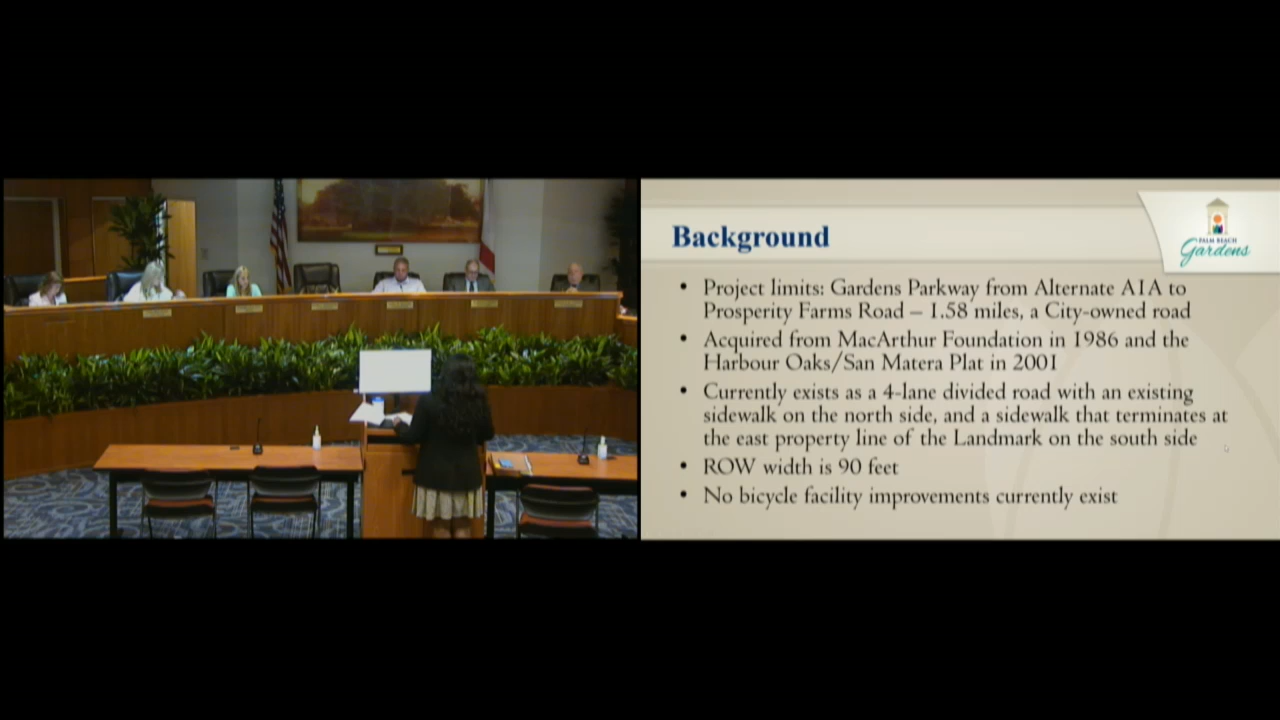 Background
PALM BEACH
Gardens
• Project limits: Gardens Parkway from Alternate A1A to
Prosperity Farms Road – 1.58 miles, a City-owned road
• Acquired from MacArthur Foundation in 1986 and the
Harbour Oaks/San Matera Plat in 2001
• Currently exists as a 4-lane divided road with an existing
sidewalk on the north side, and a sidewalk that terminates at
the east property line of the Landmark on the south side
• ROW width is 90 feet
• No bicycle facility improvements currently exist